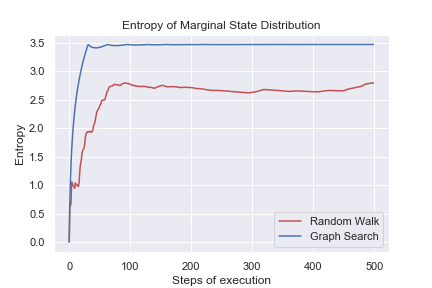 Entropy of Marginal State Distribution
3.5
3.0
2.5
2.0
1.5
1.0
0.5
0.0
Entropy
0
100
200
300
400
500
Steps of execution
Random Walk
Graph Search